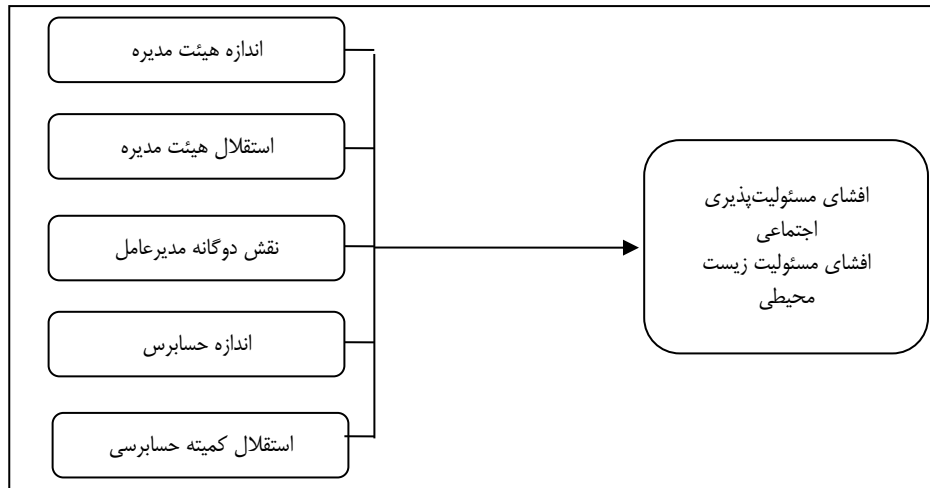 اندازه هیئت مدیره
استقلال هیئت مدیره
نقش دوگانه مدیرعامل
اندازه حسابرس
استقلال کمیته حسابرسی
افشای مسئولیت‌پذیری
اجتماعی
افشای مسئولیت زیست
محیطی